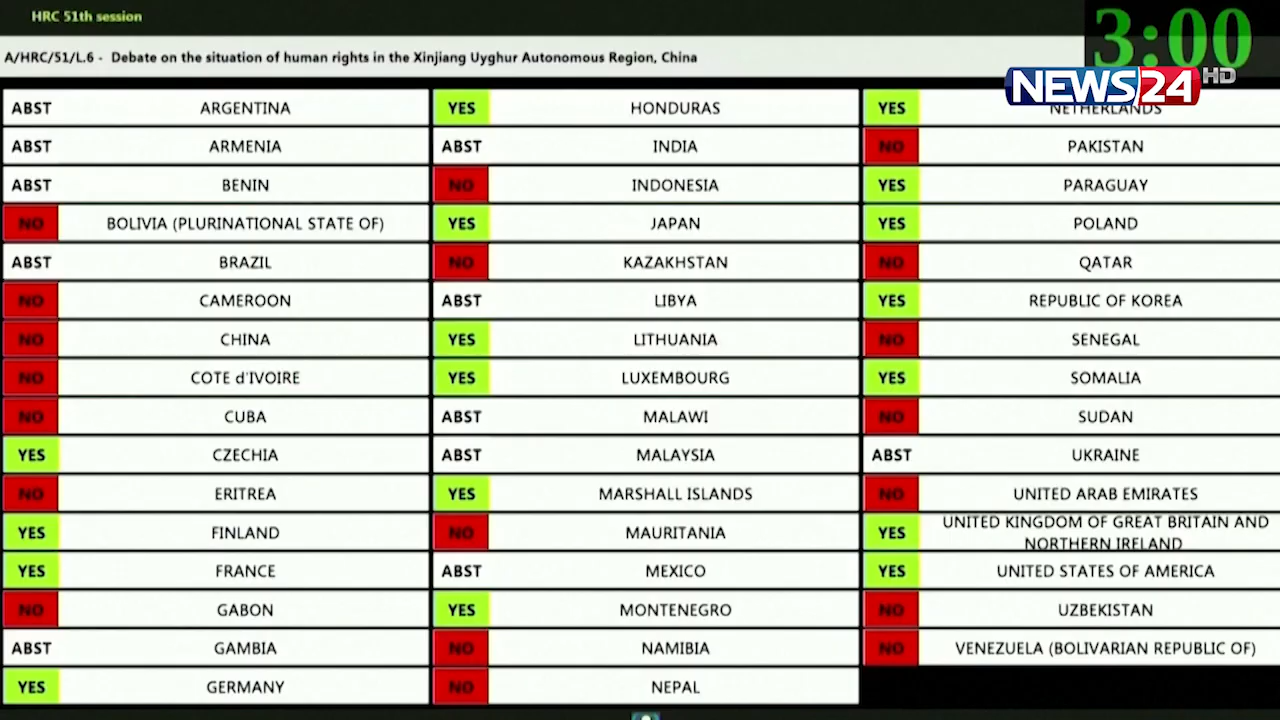 HRC 51th session
3:00
A/HRC/51/L.6 - Debate on the situation of human rights in the Xinjiang Uyghur Autonomous Region, China
NEWS24 HD
ABST ARGENTINA
ABST ARMENIA
ABST BENIN
NO BOLIVIA (PLURINATIONAL STATE OF)
ABST BRAZIL
NO CAMEROON
NO CHINA
NO COTE d'IVOIRE
NO CUBA
YES CZECHIA
NO ERITREA
YES FINLAND
YES FRANCE
NO GABON
ABST GAMBIA
YES GERMANY
YES HONDURAS
ABST INDIA
NO INDONESIA
YES JAPAN
NO KAZAKHSTAN
ABST LIBYA
YES LITHUANIA
YES LUXEMBOURG
ABST MALAWI
ABST MALAYSIA
YES MARSHALL ISLANDS
NO MAURITANIA
ABST MEXICO
YES MONTENEGRO
NO NAMIBIA
NO NEPAL
YES NETHERLANDS
NO PAKISTAN
YES PARAGUAY
YES POLAND
NO QATAR
YES REPUBLIC OF KOREA
NO SENEGAL
YES SOMALIA
NO SUDAN
ABST UKRAINE
NO UNITED ARAB EMIRATES
YES UNITED KINGDOM OF GREAT BRITAIN AND
NORTHERN IRELAND
YES UNITED STATES OF AMERICA
NO UZBEKISTAN
NO VENEZUELA (BOLIVARIAN REPUBLIC OF)